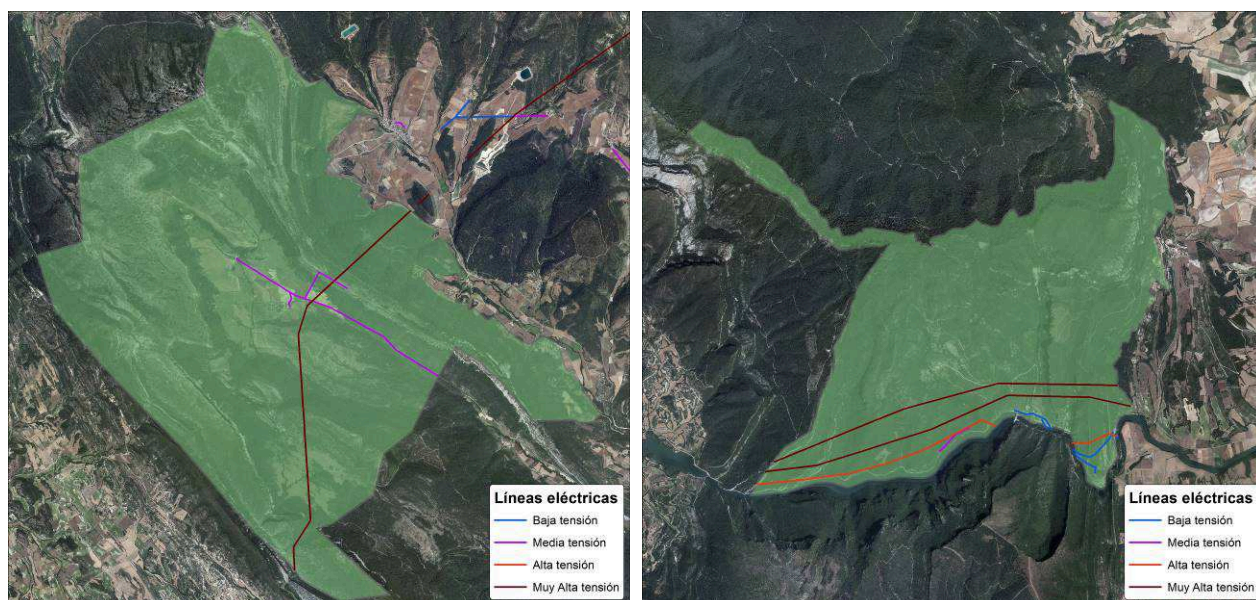 Líneas eléctricas
Baja tensión
Media tensión
Alta tensión
Muy Alta tensión
Líneas eléctricas
Baja tensión
Media tensión
Alta tensión
Muy Alta tensión